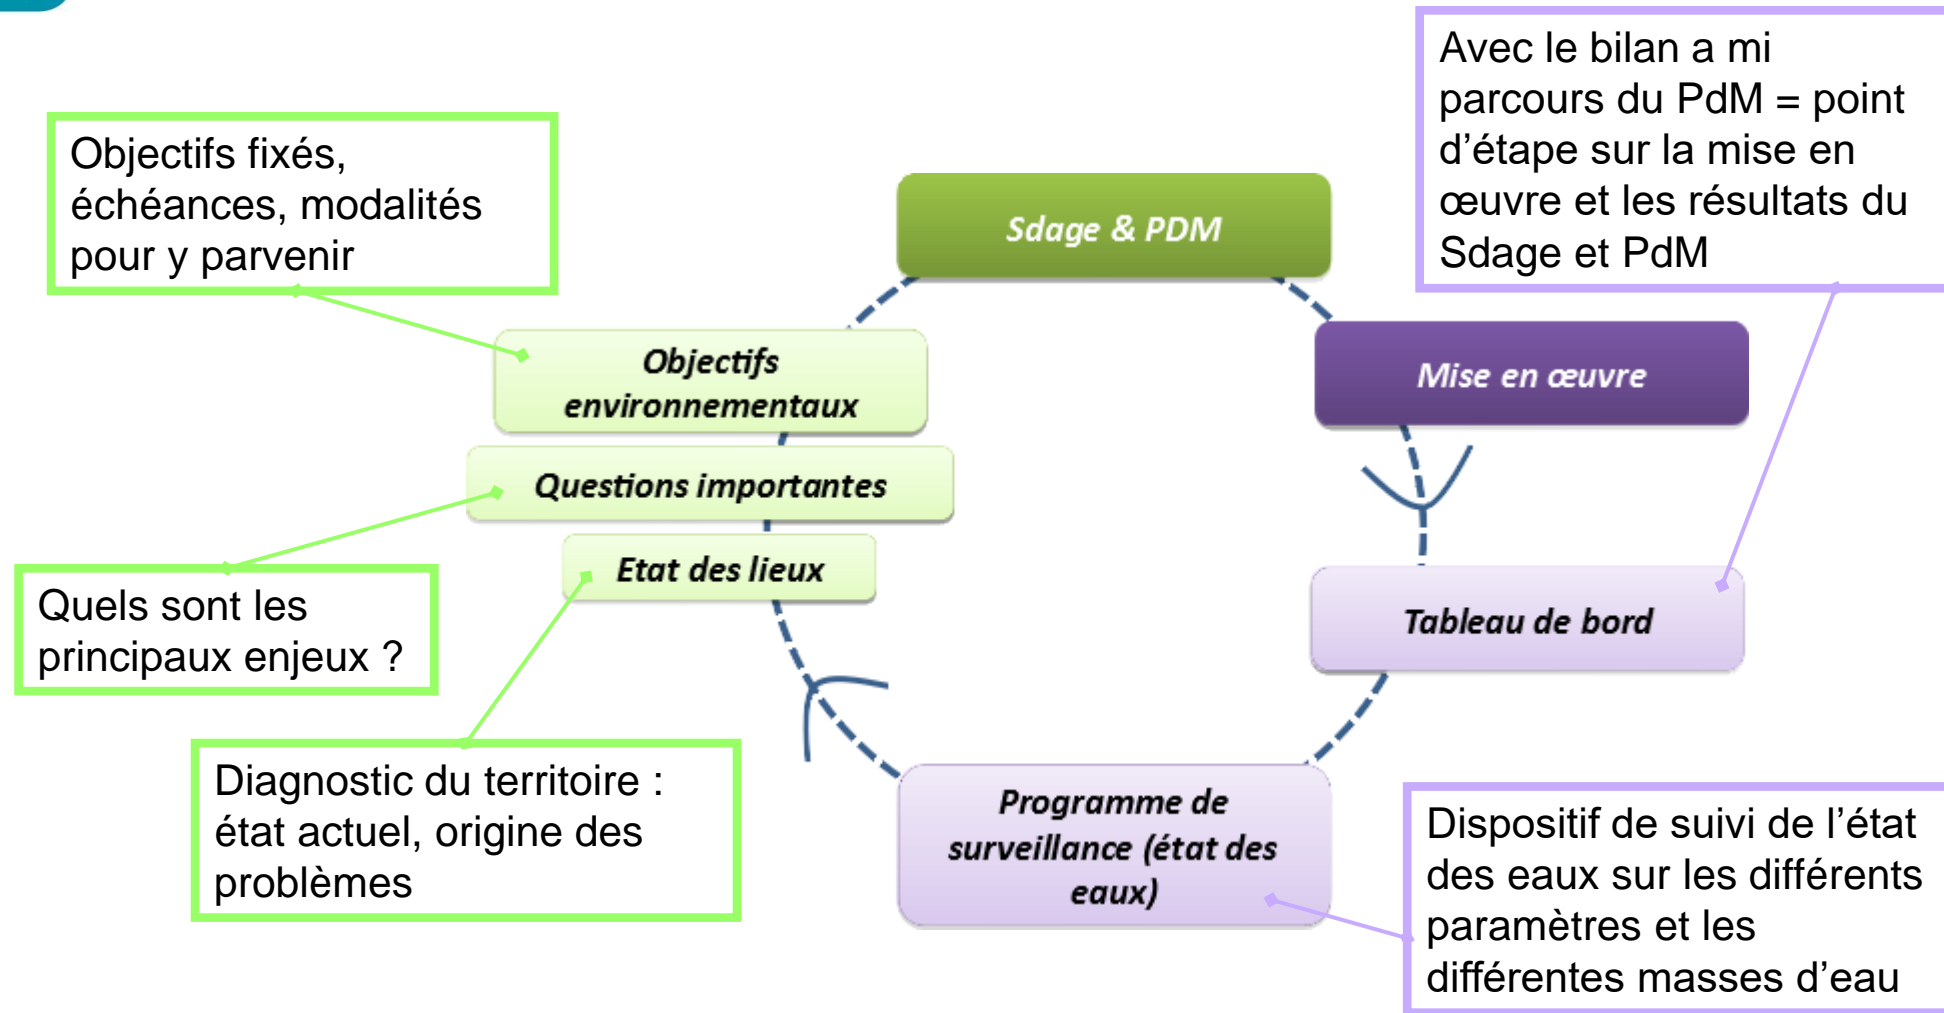 Avec le bilan a mi
parcours du PdM = point
d’étape sur la mise en
œuvre et les résultats du
Sdage et PdM
Objectifs fixés,
échéances, modalités
pour y parvenir
Sdage & PDM
Objectifs
environnementaux
Mise en œuvre
Questions importantes
Etat des lieux
Quels sont les
principaux enjeux ?
Tableau de bord
Diagnostic du territoire :
état actuel, origine des
problèmes
Programme de
surveillance (état des
eaux)
Dispositif de suivi de l’état
des eaux sur les différents
paramètres et les
différentes masses d’eau